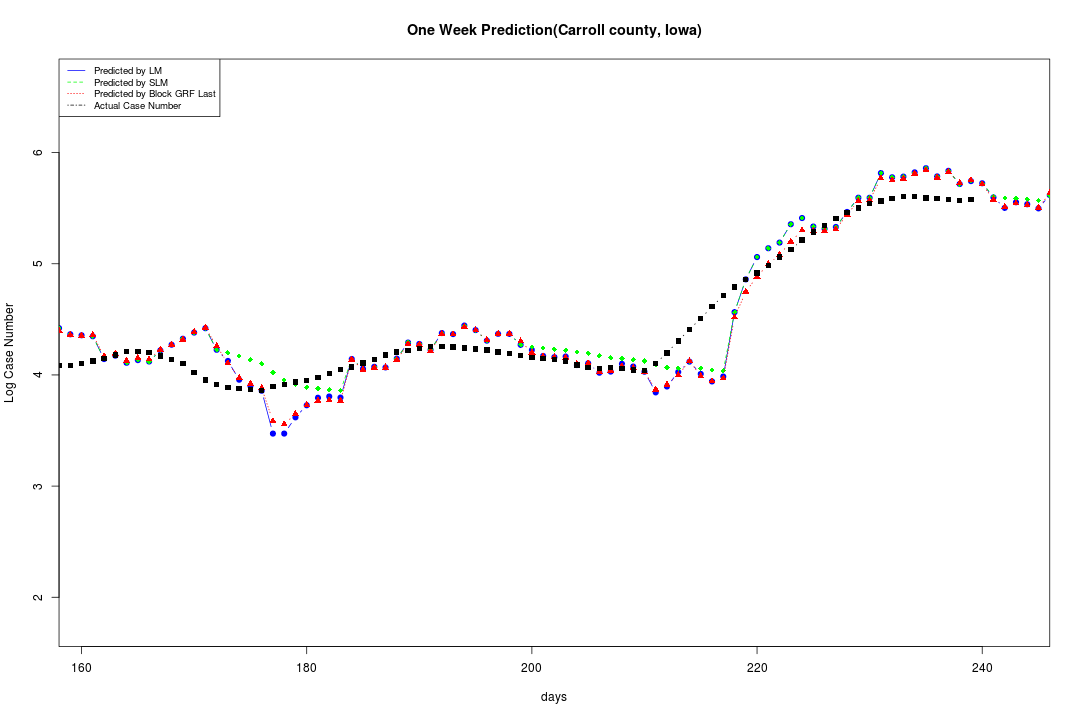 One Week Prediction(Carroll county, Iowa)
Predicted by LM
Predicted by SLM
Predicted by Block GRF Last
Actual Case Number
6
5
4
3
2
Log Case Number
160 180 200 220 240
days